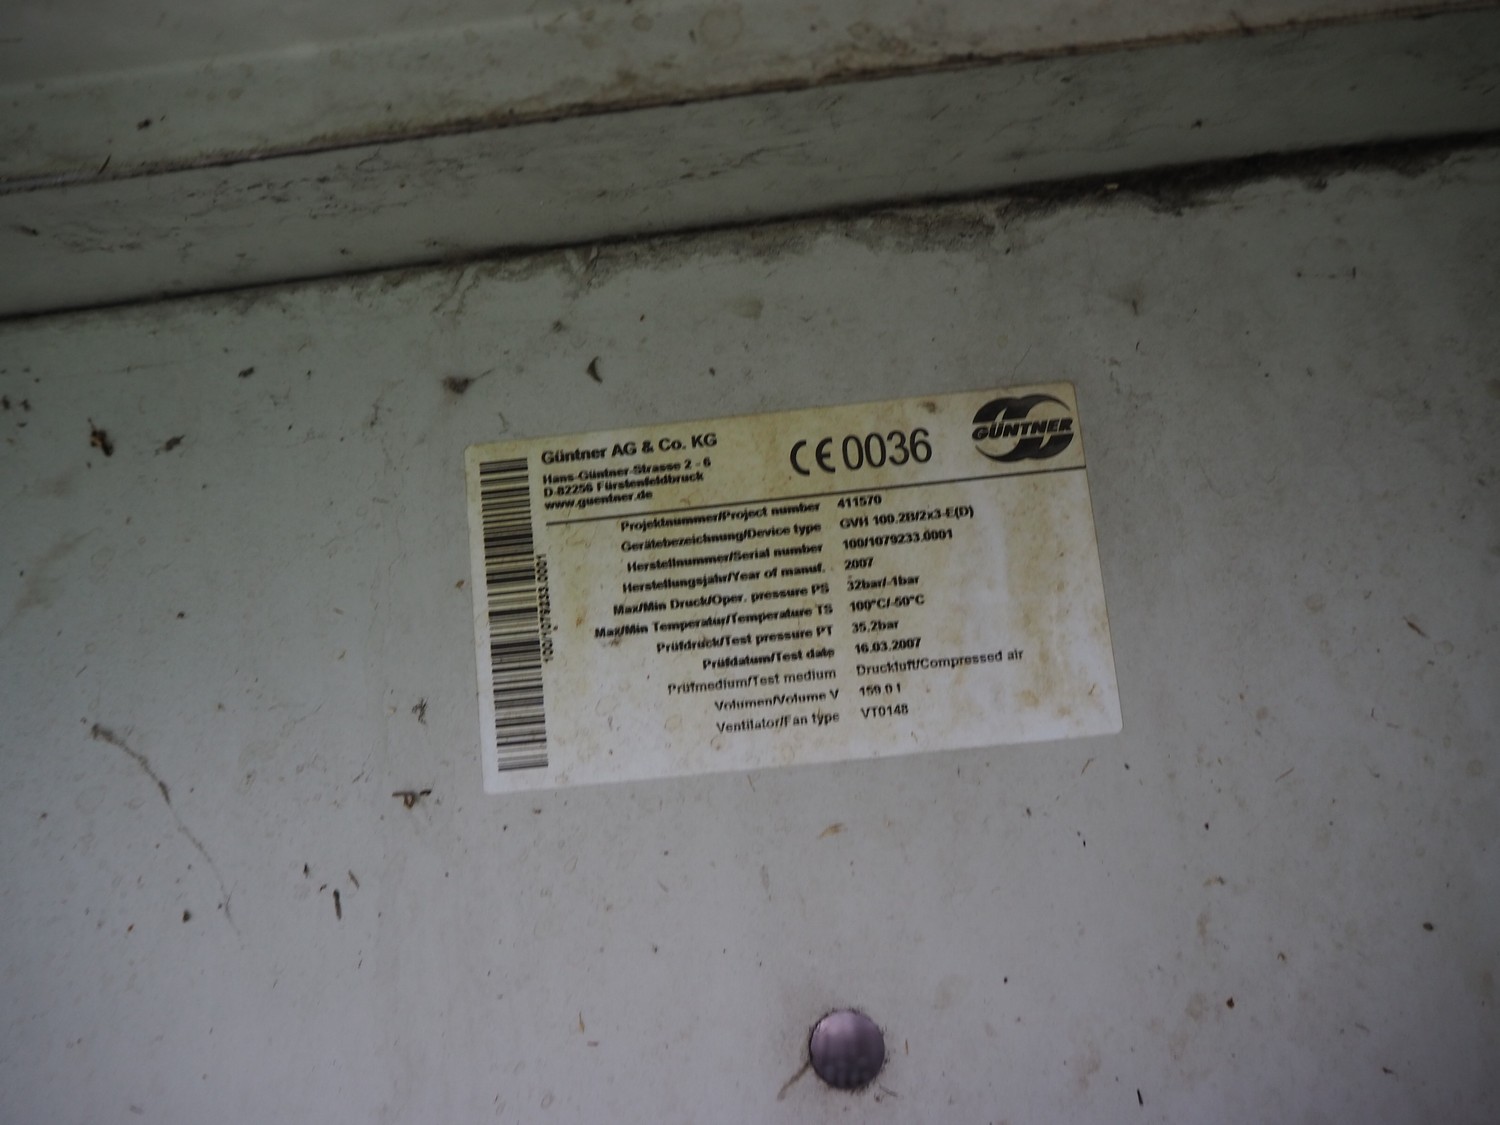 Güntner AG & Co. KG
Hans-Güntner-Strasse 2 - 6
D-82256 Fürstenfeldbruck
www.guentner.de
CE 0036
GÜNTNER
Projektnummer/Project number 411570
Gerätebezeichnung/Device type GVH 100.2B/2x3-E(D)
Herstellnummer/Serial number 100/1079233.0001
Herstellungsjahr/Year of manuf. 2007
Max/Min Druck/Oper. pressure PS 32bar/-1bar
Max/Min Temperatur/Temperature TS 100°C/-50°C
Prüfdruck/Test pressure PT 35.2bar
Prüfdatum/Test date 16.03.2007
Prüfmedium/Test medium Druckluft/Compressed air
Volumen/Volume V 159.0 l
Ventilator/Fan type VT0148
100/1079233.0001